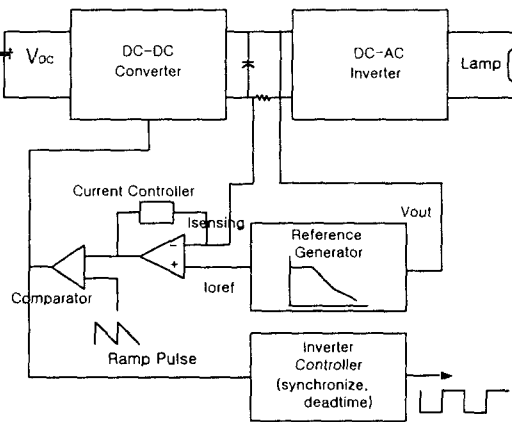 VDC
DC-DC
Converter
DC-AC
Inverter
Lamp
Current Controller
Isensing
Vout
Reference
Generator
−
+
Ioref
Comparator
Ramp Pulse
Inverter
Controller
(synchronize,
deadtime)